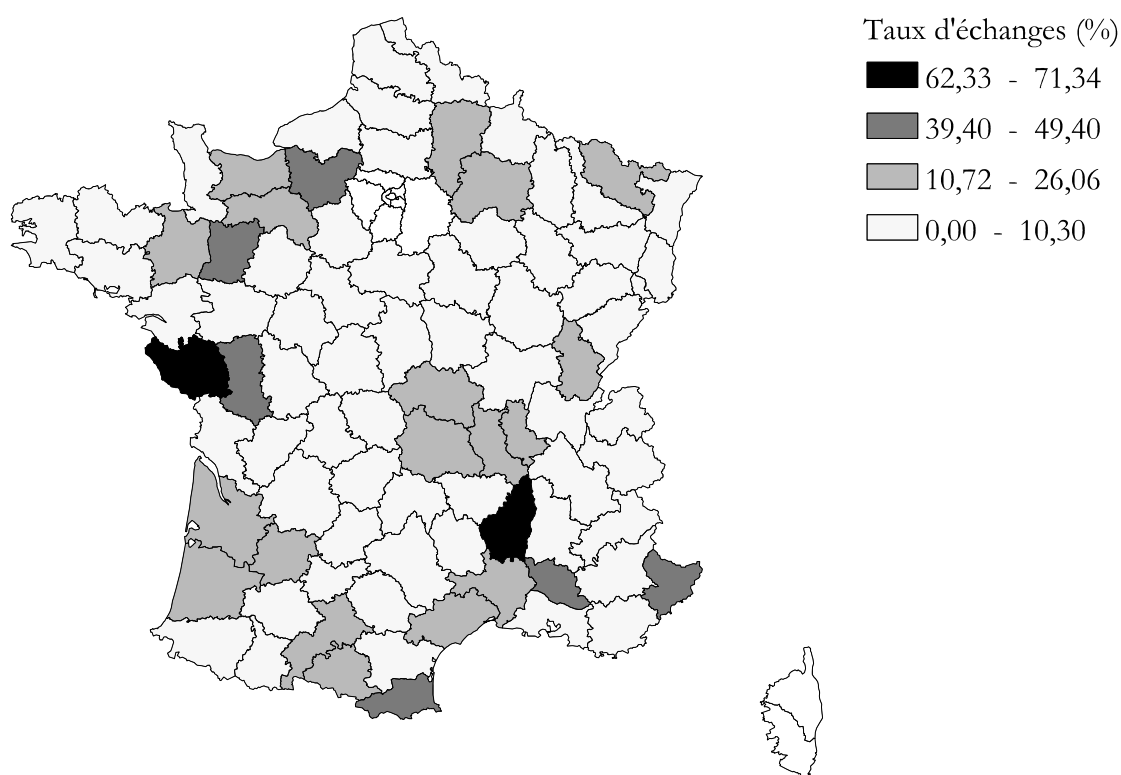 Taux d'échanges (%)
62,33 - 71,34
39,40 - 49,40
10,72 - 26,06
0,00 - 10,30